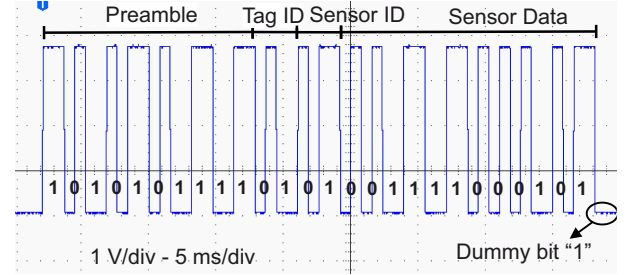 Preamble Tag ID Sensor ID Sensor Data
1 0 1 0 1 0 1 1 1 1 0 1 0 1 0 0 1 1 1 1 0 0 0 1 0 1
1 V/div - 5 ms/div
Dummy bit “1”